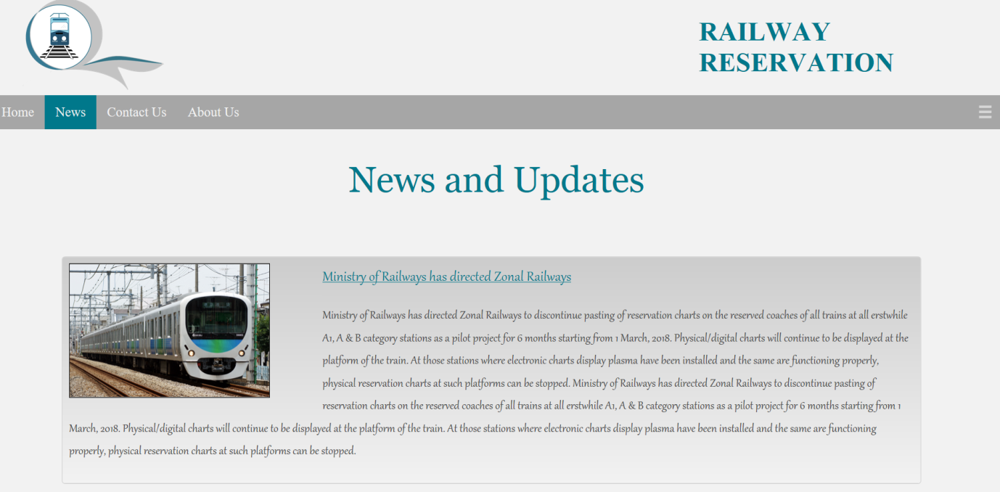 RAILWAY
RESERVATION
Home News Contact Us About Us
News and Updates
Ministry of Railways has directed Zonal Railways
Ministry of Railways has directed Zonal Railways to discontinue pasting of reservation charts on the reserved coaches of all trains at all erstwhile
A1, A & B category stations as a pilot project for 6 months starting from 1 March, 2018. Physical/digital charts will continue to be displayed at the
platform of the train. At those stations where electronic charts display plasma have been installed and the same are functioning properly,
physical reservation charts at such platforms can be stopped. Ministry of Railways has directed Zonal Railways to discontinue pasting of
reservation charts on the reserved coaches of all trains at all erstwhile A1, A & B category stations as a pilot project for 6 months starting from 1
March, 2018. Physical/digital charts will continue to be displayed at the platform of the train. At those stations where electronic charts display plasma have been installed and the same are functioning
properly, physical reservation charts at such platforms can be stopped.